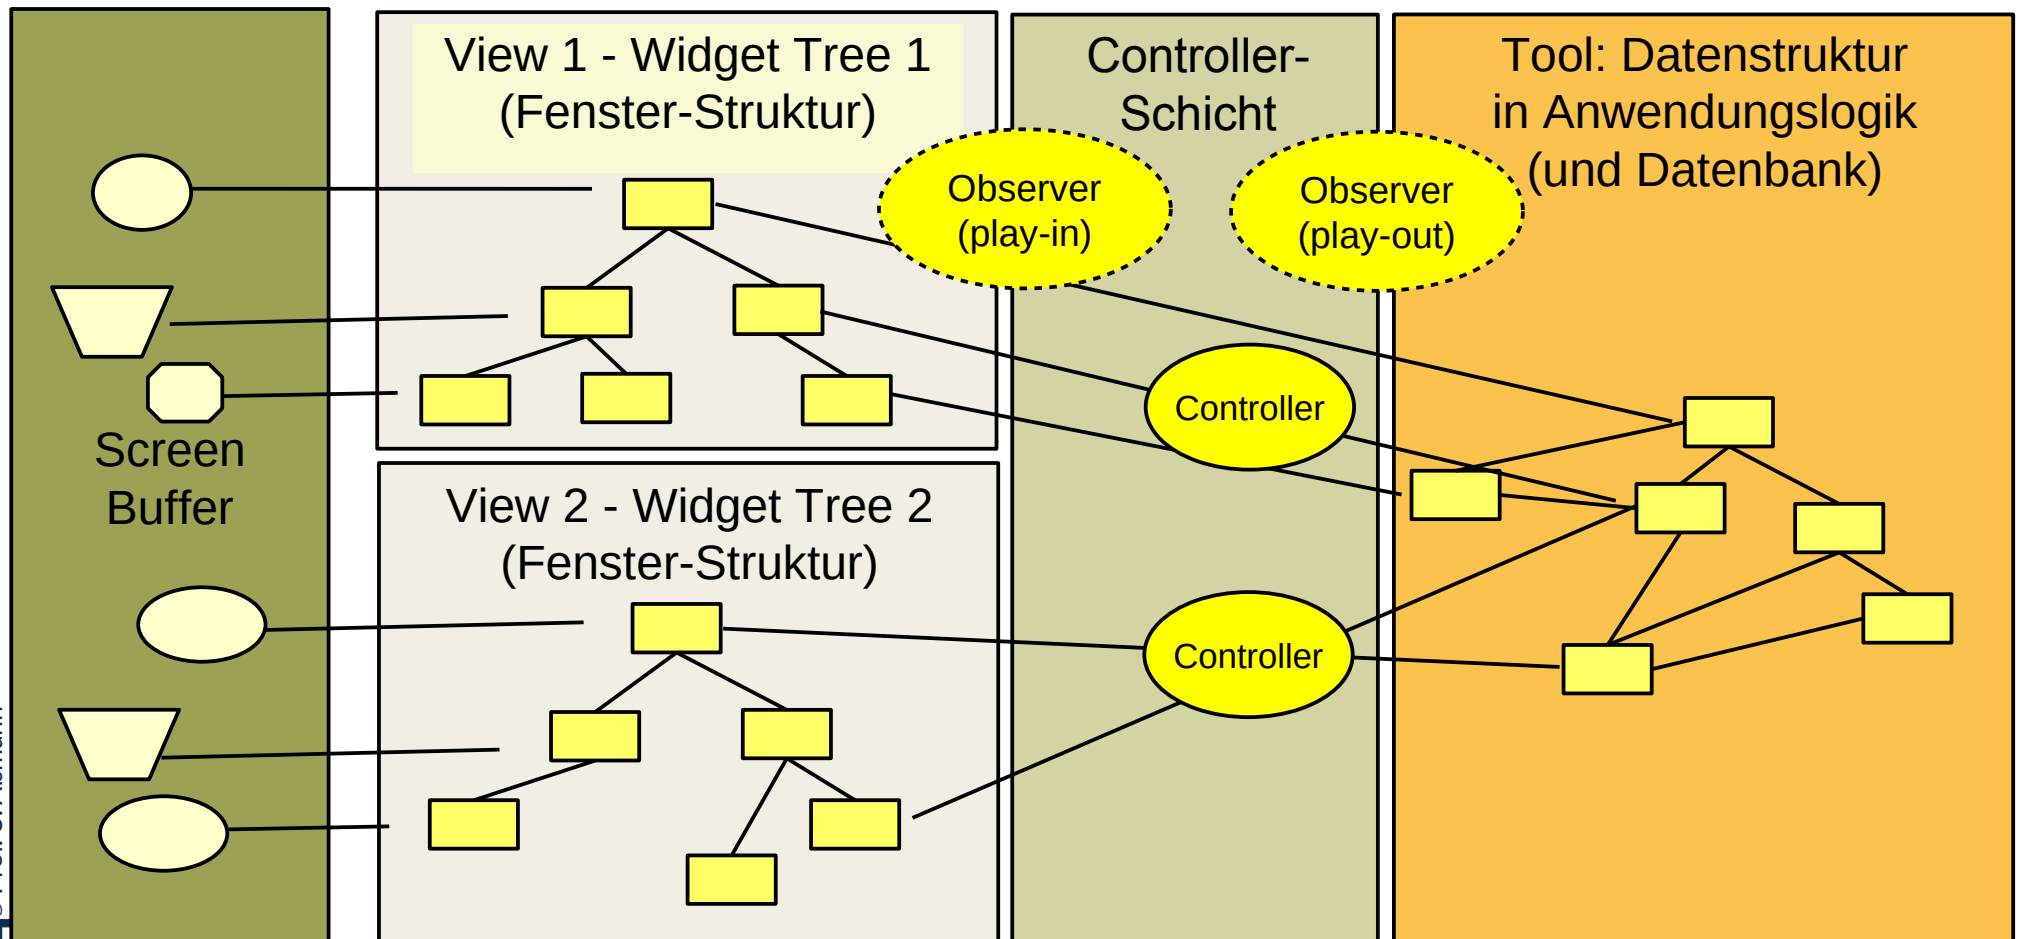 View 1 - Widget Tree 1
(Fenster-Struktur)
Controller-
Schicht
Tool: Datenstruktur
in Anwendungslogik
(und Datenbank)
Observer
(play-in)
Observer
(play-out)
Controller
Screen
Buffer
View 2 - Widget Tree 2
(Fenster-Struktur)
Controller